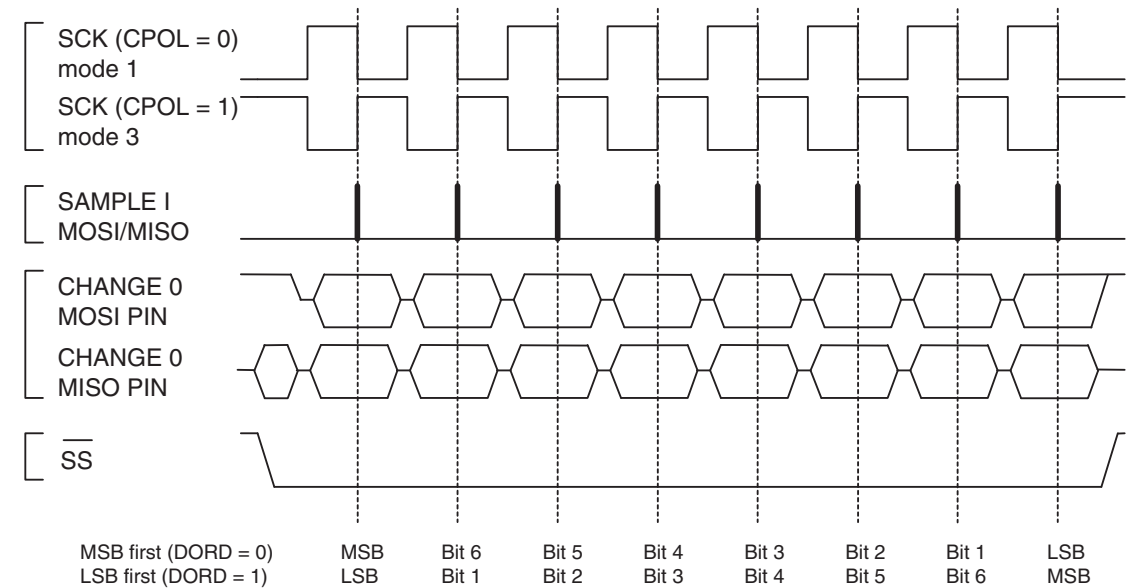 SCK (CPOL = 0)
mode 1
SCK (CPOL = 1)
mode 3
SAMPLE I
MOSI/MISO
CHANGE 0
MOSI PIN
CHANGE 0
MISO PIN
SS
MSB first (DORD = 0) MSB Bit 6 Bit 5 Bit 4 Bit 3 Bit 2 Bit 1 LSB
LSB first (DORD = 1) LSB Bit 1 Bit 2 Bit 3 Bit 4 Bit 5 Bit 6 MSB